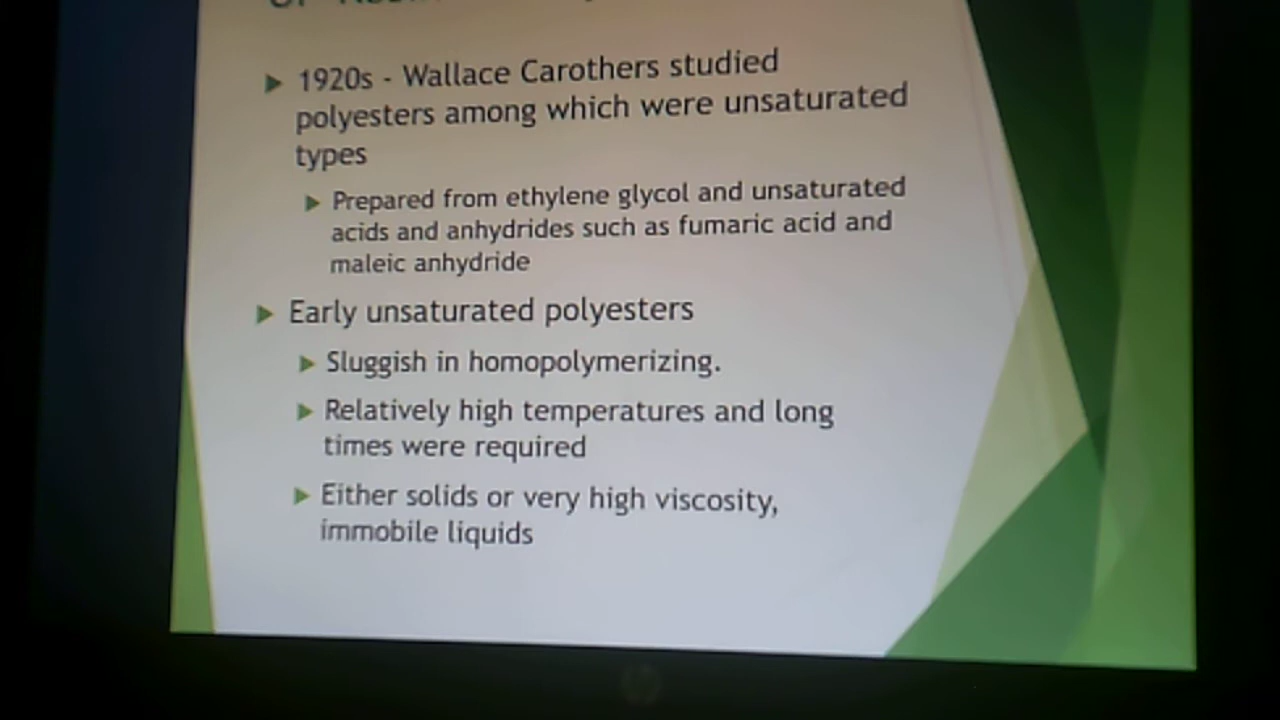 1920s - Wallace Carothers studied
polyesters among which were unsaturated
types
Prepared from ethylene glycol and unsaturated
acids and anhydrides such as fumaric acid and
maleic anhydride
Early unsaturated polyesters
Sluggish in homopolymerizing.
Relatively high temperatures and long
times were required
Either solids or very high viscosity,
immobile liquids